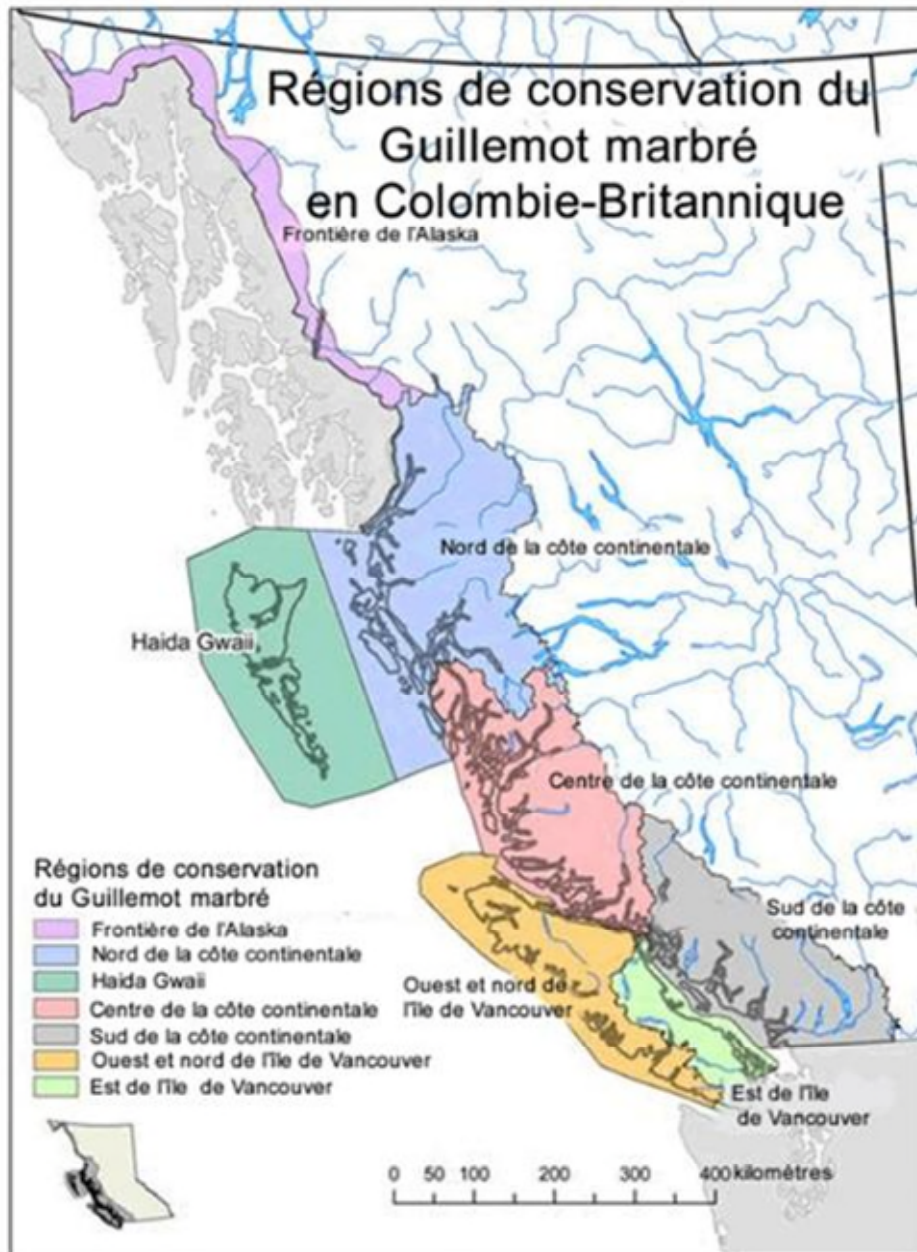 Régions de conservation du
Guillemot marbré
en Colombie-Britannique
Frontière de l'Alaska
Nord de la côte continentale
Haida Gwaii
Centre de la côte continentale
Sud de la côte
continentale
Ouest et nord de
l'île de Vancouver
Est de l'île
de Vancouver
Régions de conservation
du Guillemot marbré
Frontière de l'Alaska
Nord de la côte continentale
Haida Gwaii
Centre de la côte continentale
Sud de la côte continentale
Ouest et nord de l'île de Vancouver
Est de l'île de Vancouver
0 50 100 200 300 400 kilomètres